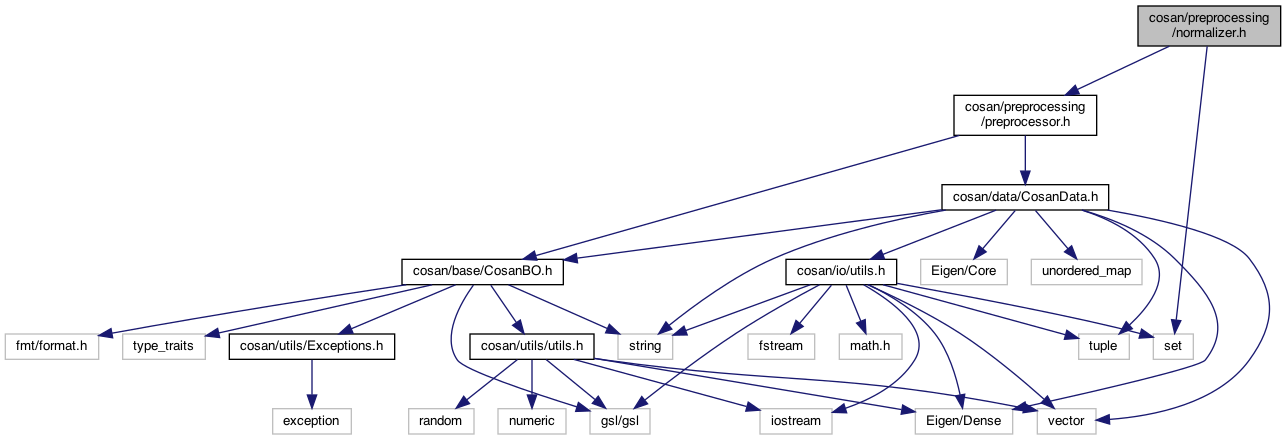 cosan/preprocessing
/normalizer.h
cosan/preprocessing
/preprocessor.h
cosan/data/CosanData.h
cosan/base/CosanBO.h
cosan/io/utils.h
Eigen/Core
unordered_map
fmt/format.h
type_traits
cosan/utils/Exceptions.h
cosan/utils/utils.h
string
fstream
math.h
tuple
set
exception
random
numeric
gsl/gsl
iostream
Eigen/Dense
vector